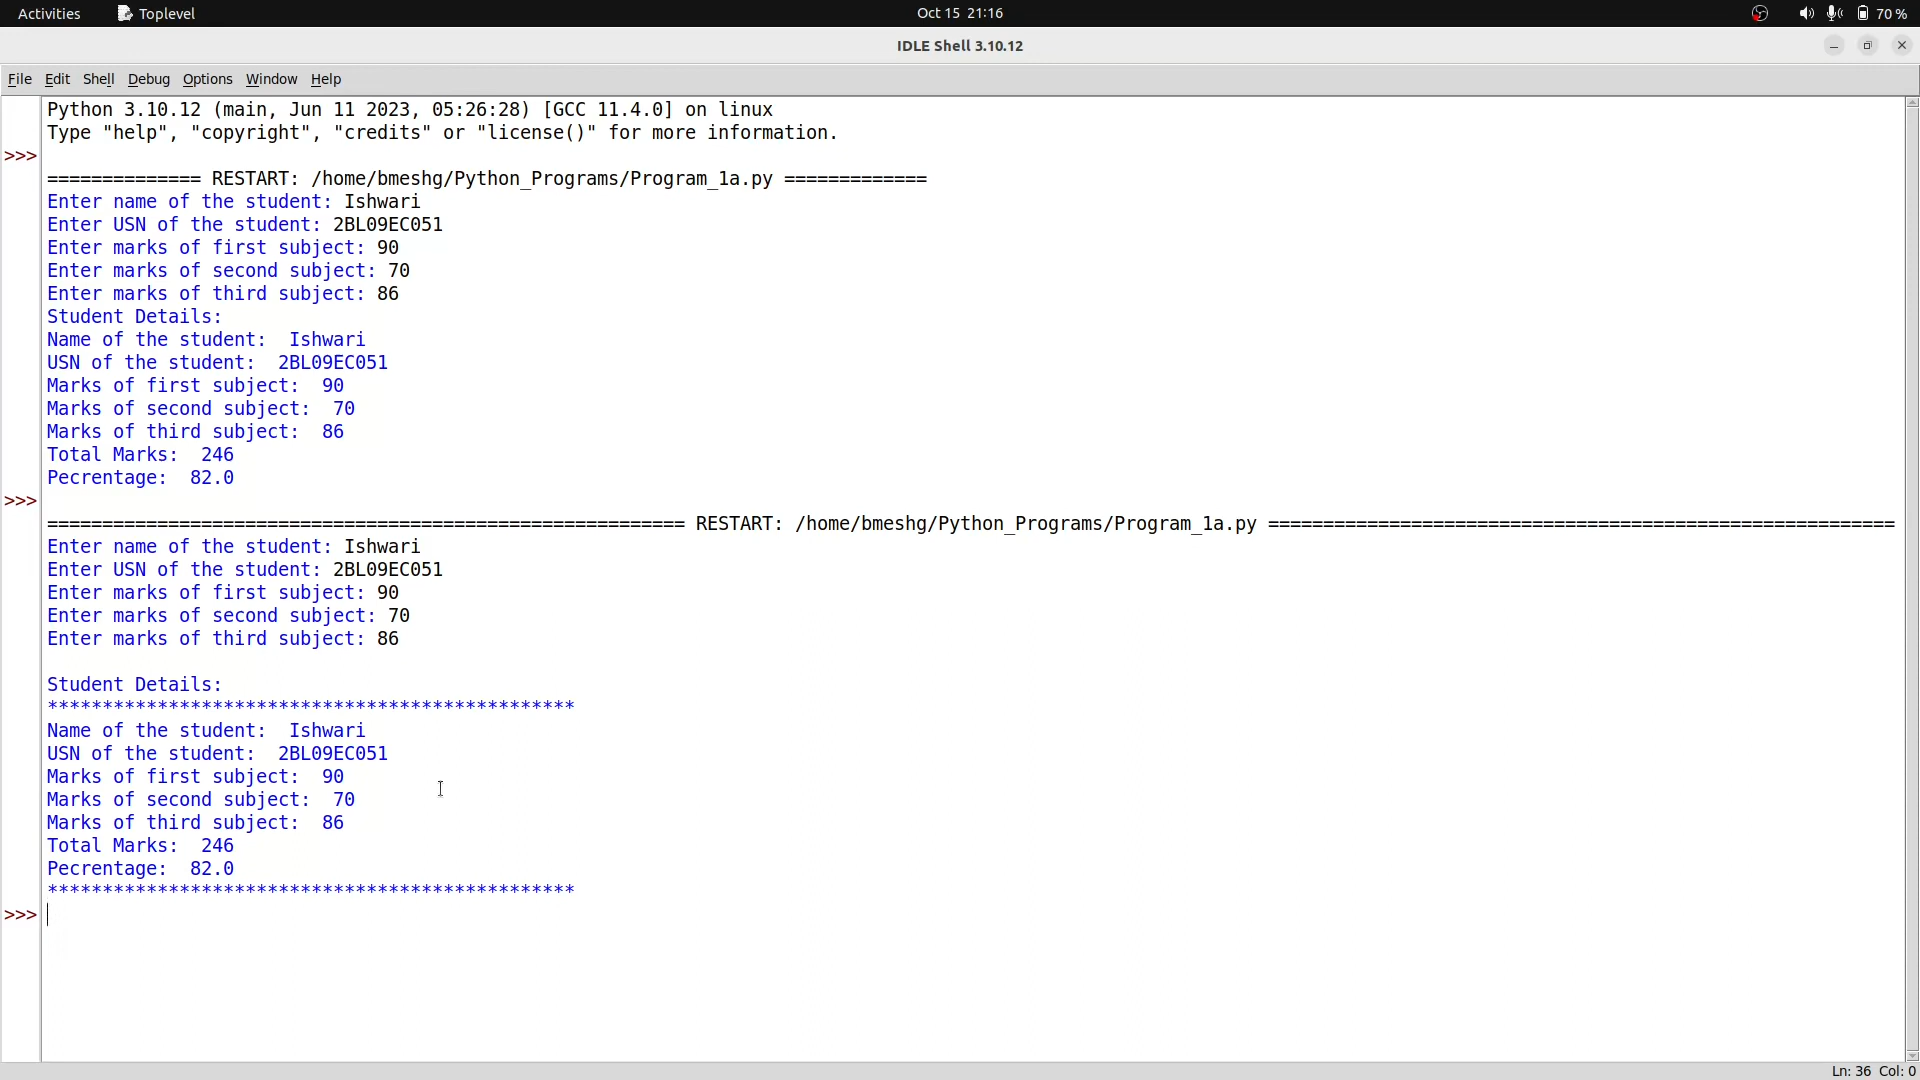 Activities Toplevel Oct 15 21:16 70 %
IDLE Shell 3.10.12
File Edit Shell Debug Options Window Help
Python 3.10.12 (main, Jun 11 2023, 05:26:28) [GCC 11.4.0] on linux
Type "help", "copyright", "credits" or "license()" for more information.
>>>
============== RESTART: /home/bmeshg/Python_Programs/Program_1a.py =============
Enter name of the student: Ishwari
Enter USN of the student: 2BL09EC051
Enter marks of first subject: 90
Enter marks of second subject: 70
Enter marks of third subject: 86
Student Details:
Name of the student:  Ishwari
USN of the student:  2BL09EC051
Marks of first subject:  90
Marks of second subject:  70
Marks of third subject:  86
Total Marks:  246
Pecrentage:  82.0
>>>
========================================================== RESTART: /home/bmeshg/Python_Programs/Program_1a.py =========================================================
Enter name of the student: Ishwari
Enter USN of the student: 2BL09EC051
Enter marks of first subject: 90
Enter marks of second subject: 70
Enter marks of third subject: 86
Student Details:
************************************************
Name of the student:  Ishwari
USN of the student:  2BL09EC051
Marks of first subject:  90
Marks of second subject:  70
Marks of third subject:  86
Total Marks:  246
Pecrentage:  82.0
************************************************
>>>
Ln: 36 Col: 0